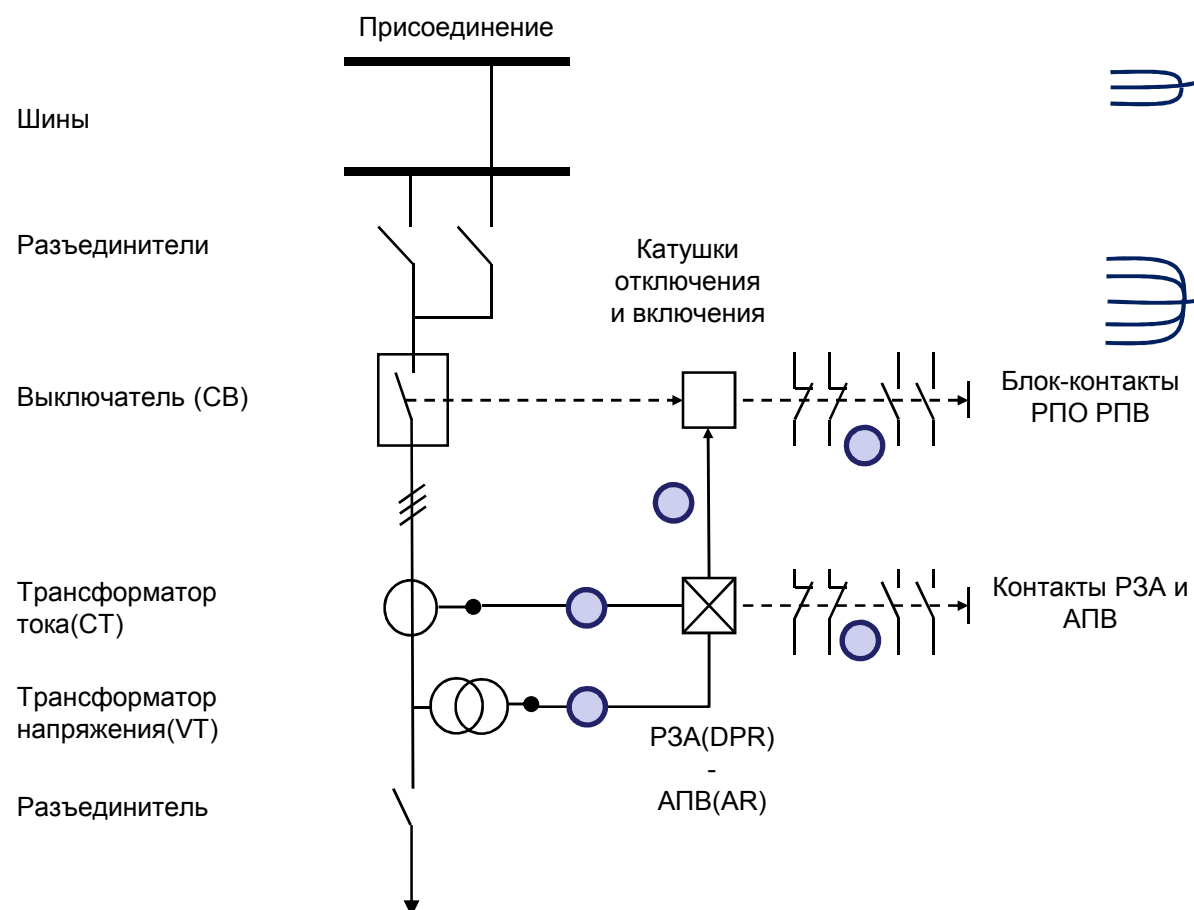 Присоединение
Шины
Разъединители
Катушки
отключения
и включения
Выключатель (CB)
Блок-контакты
РПО РПВ
Трансформатор
тока(CT)
Контакты РЗА и
АПВ
Трансформатор
напряжения(VT)
РЗА(DPR)
-
АПВ(AR)
Разъединитель